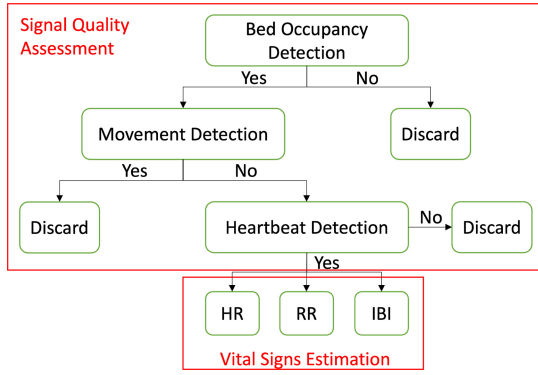 Signal Quality
Assessment
Bed Occupancy
Detection
Yes
No
Movement Detection
Discard
Yes
No
Discard
Heartbeat Detection
No
Discard
Yes
HR
RR
IBI
Vital Signs Estimation